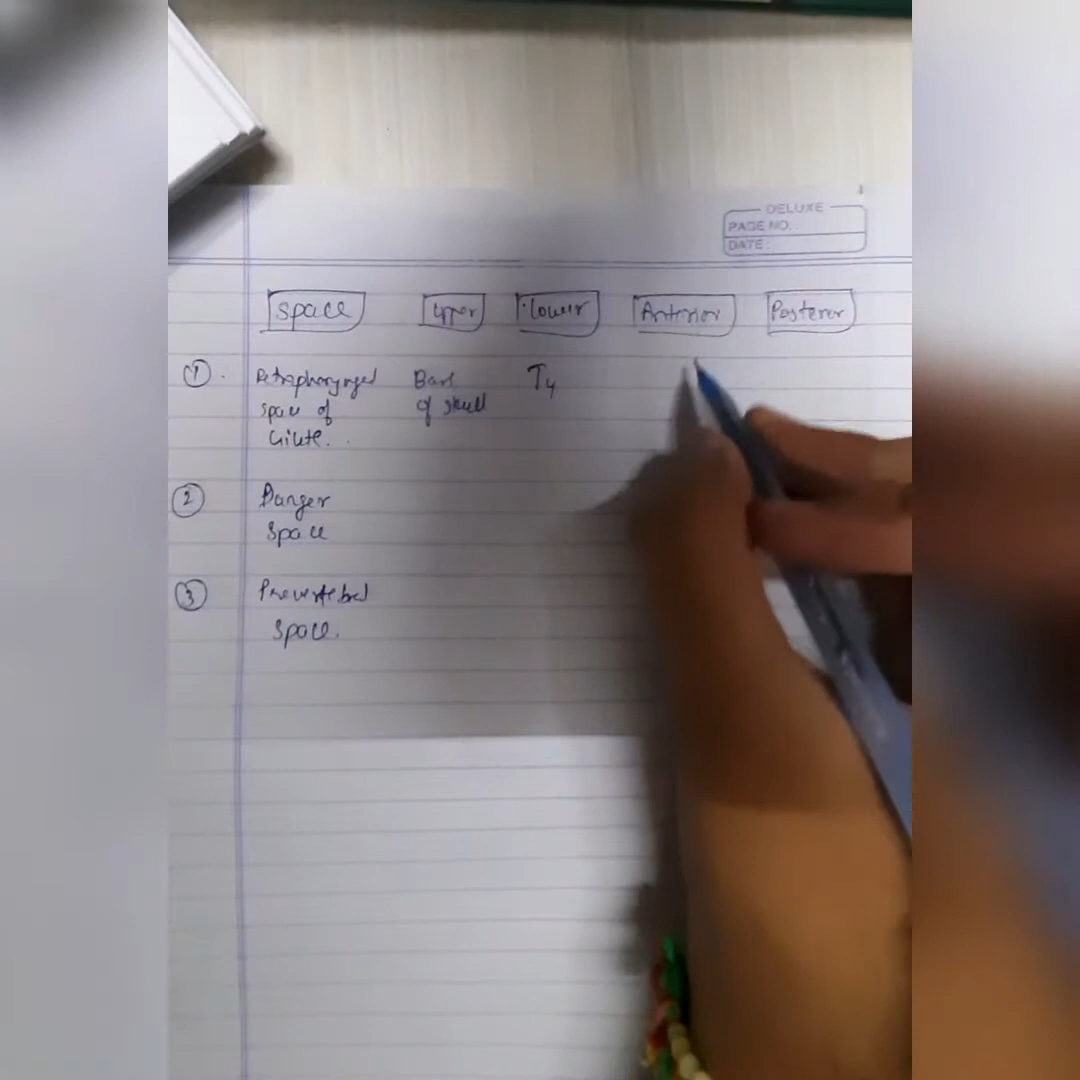 DELUXE
PAGE NO. :
DATE :
Space Upper Lower Anterior Posterior
1 Retropharyngeal Base T4
space of of skull
Gillete.
2 Danger
Space
3 Prevertebral
Space.